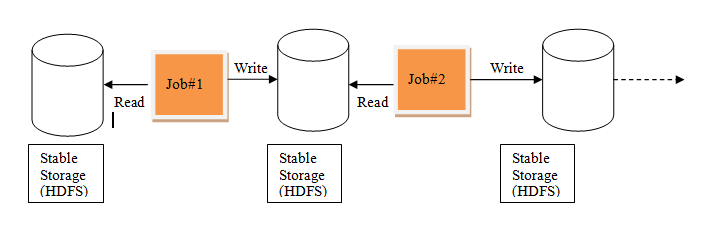 Job#1
Write
Read
Job#2
Write
Read
Stable
Storage
(HDFS)
Stable
Storage
(HDFS)
Stable
Storage
(HDFS)